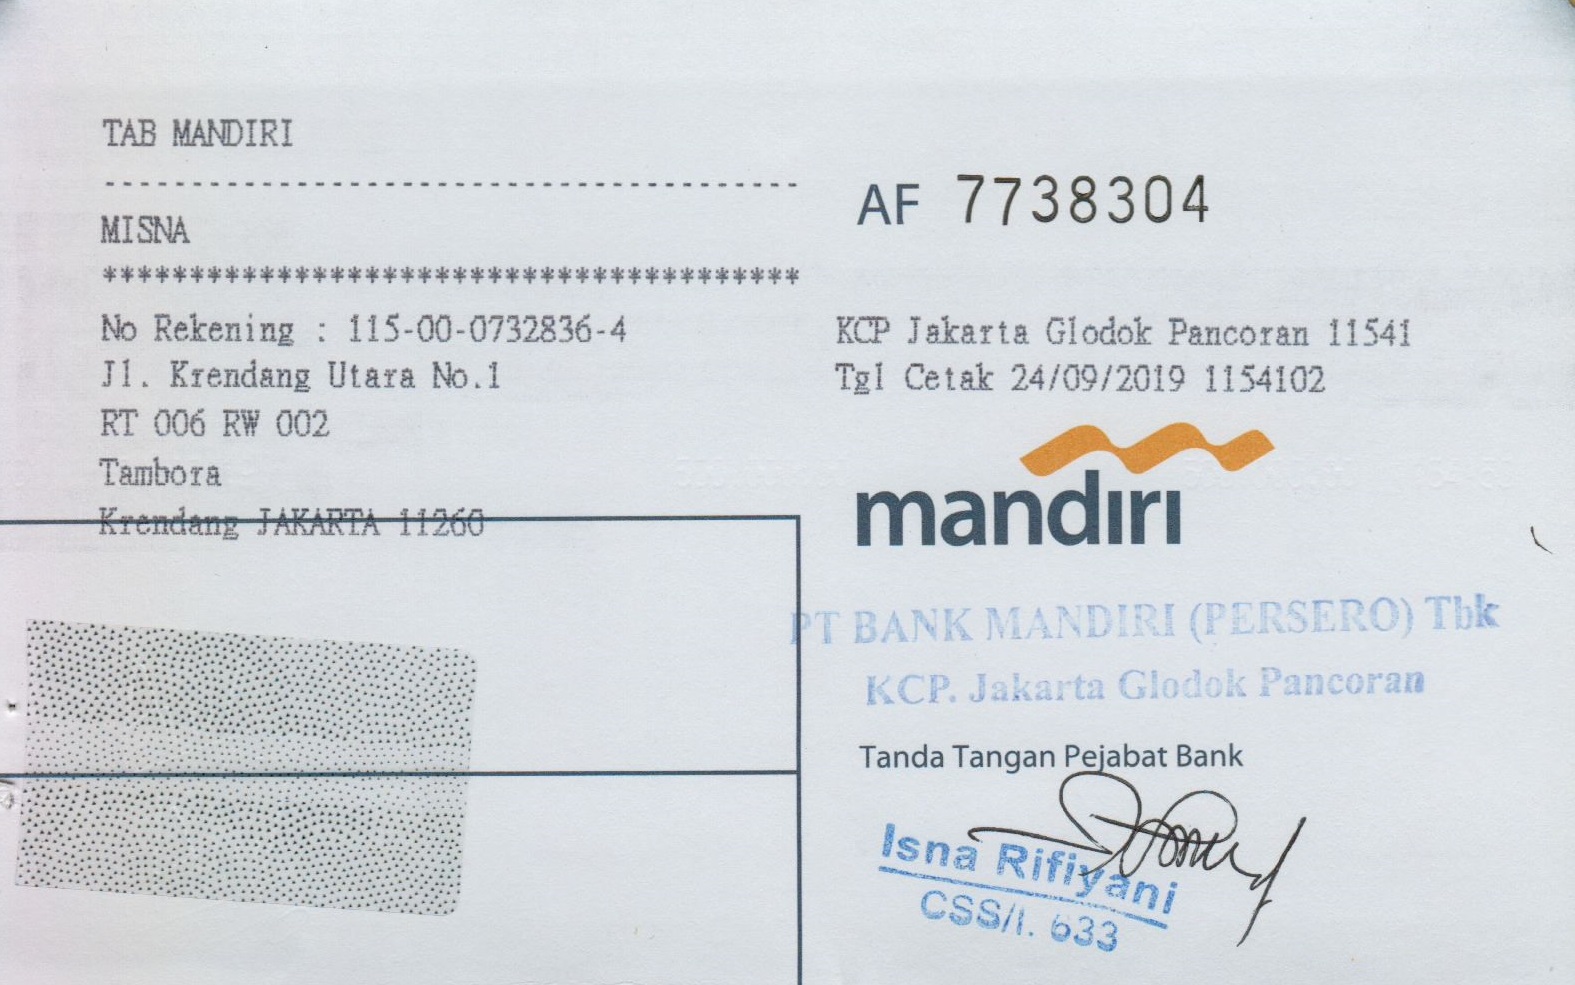 TAB MANDIRI
----------------------------------------
MISNA
****************************************
No Rekening : 115-00-0732836-4
Jl. Krendang Utara No.1
RT 006 RW 002
Tambora
Krendang JAKARTA 11260
AF 7738304
KCP Jakarta Glodok Pancoran 11541
Tgl Cetak 24/09/2019 1154102
mandiri
PT BANK MANDIRI (PERSERO) Tbk
KCP. Jakarta Glodok Pancoran
Tanda Tangan Pejabat Bank
Isna Rifiyani
CSS/I. 633